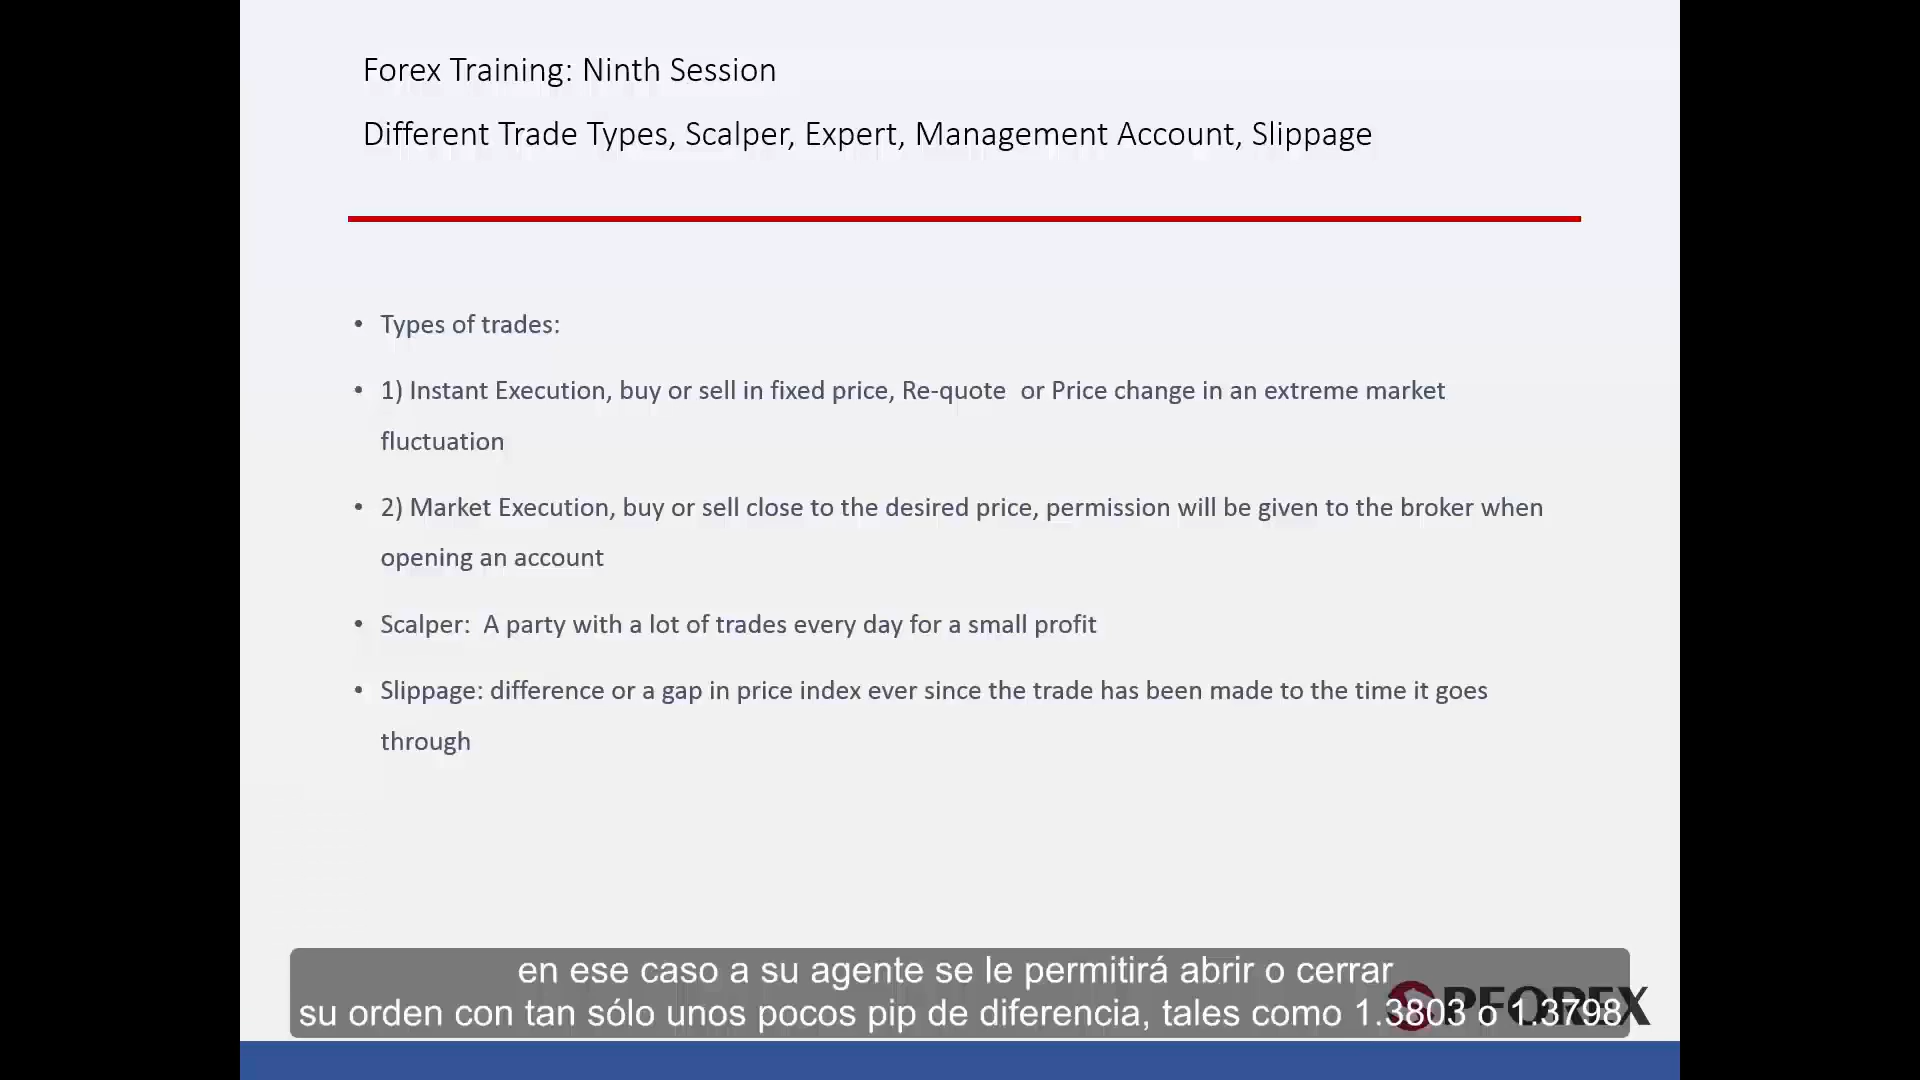 Forex Training: Ninth Session
Different Trade Types, Scalper, Expert, Management Account, Slippage
• Types of trades:
• 1) Instant Execution, buy or sell in fixed price, Re-quote  or Price change in an extreme market
fluctuation
• 2) Market Execution, buy or sell close to the desired price, permission will be given to the broker when
opening an account
• Scalper:  A party with a lot of trades every day for a small profit
• Slippage: difference or a gap in price index ever since the trade has been made to the time it goes
through
en ese caso a su agente se le permitirá abrir o cerrar
su orden con tan sólo unos pocos pip de diferencia, tales como 1.3803 o 1.3798
PFOREX